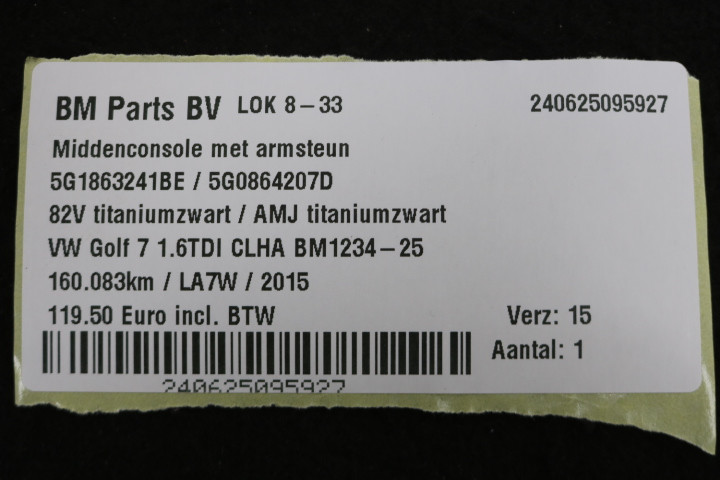 BM Parts BV LOK 8-33 240625095927
Middenconsole met armsteun
5G1863241BE / 5G0864207D
82V titaniumzwart / AMJ titaniumzwart
VW Golf 7 1.6TDI CLHA BM1234-25
160.083km / LA7W / 2015
119.50 Euro incl. BTW Verz: 15
Aantal: 1
240625095927